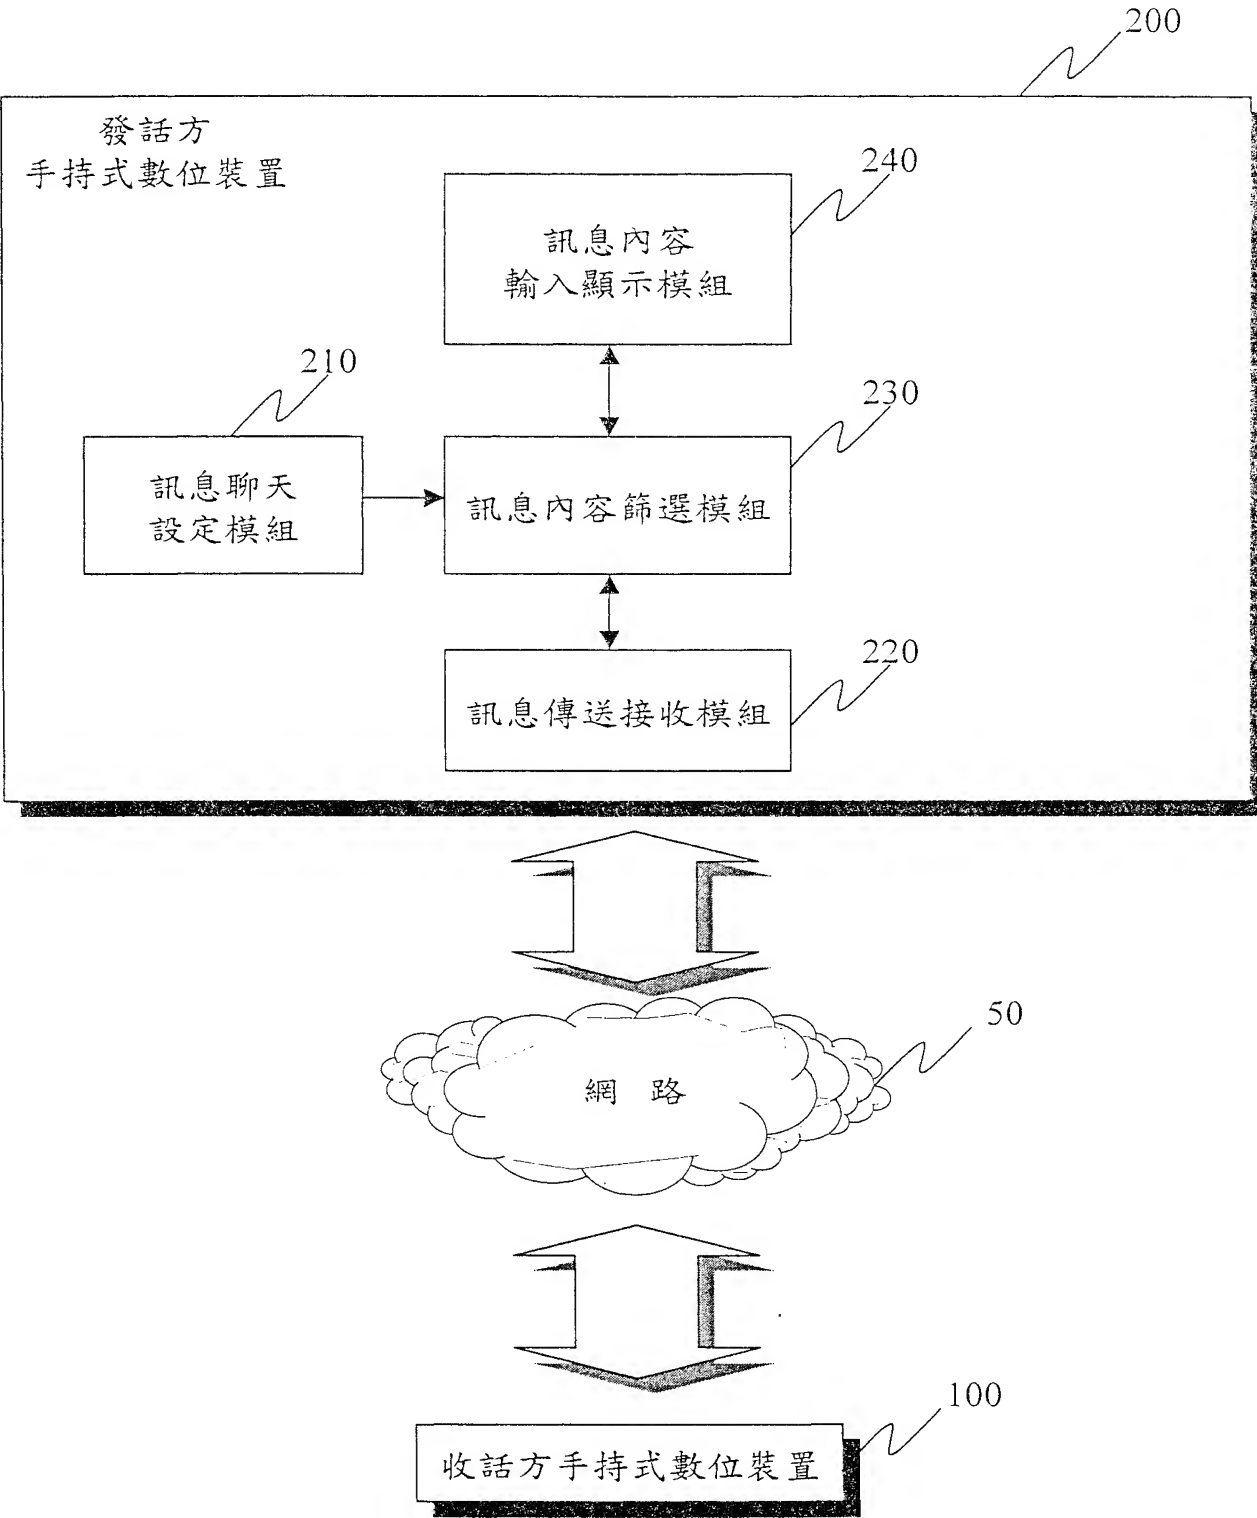 200
發話方
手持式數位裝置
240
訊息內容
輸入顯示模組
210
230
訊息聊天
設定模組
訊息內容篩選模組
220
訊息傳送接收模組
50
網 路
100
收話方手持式數位裝置